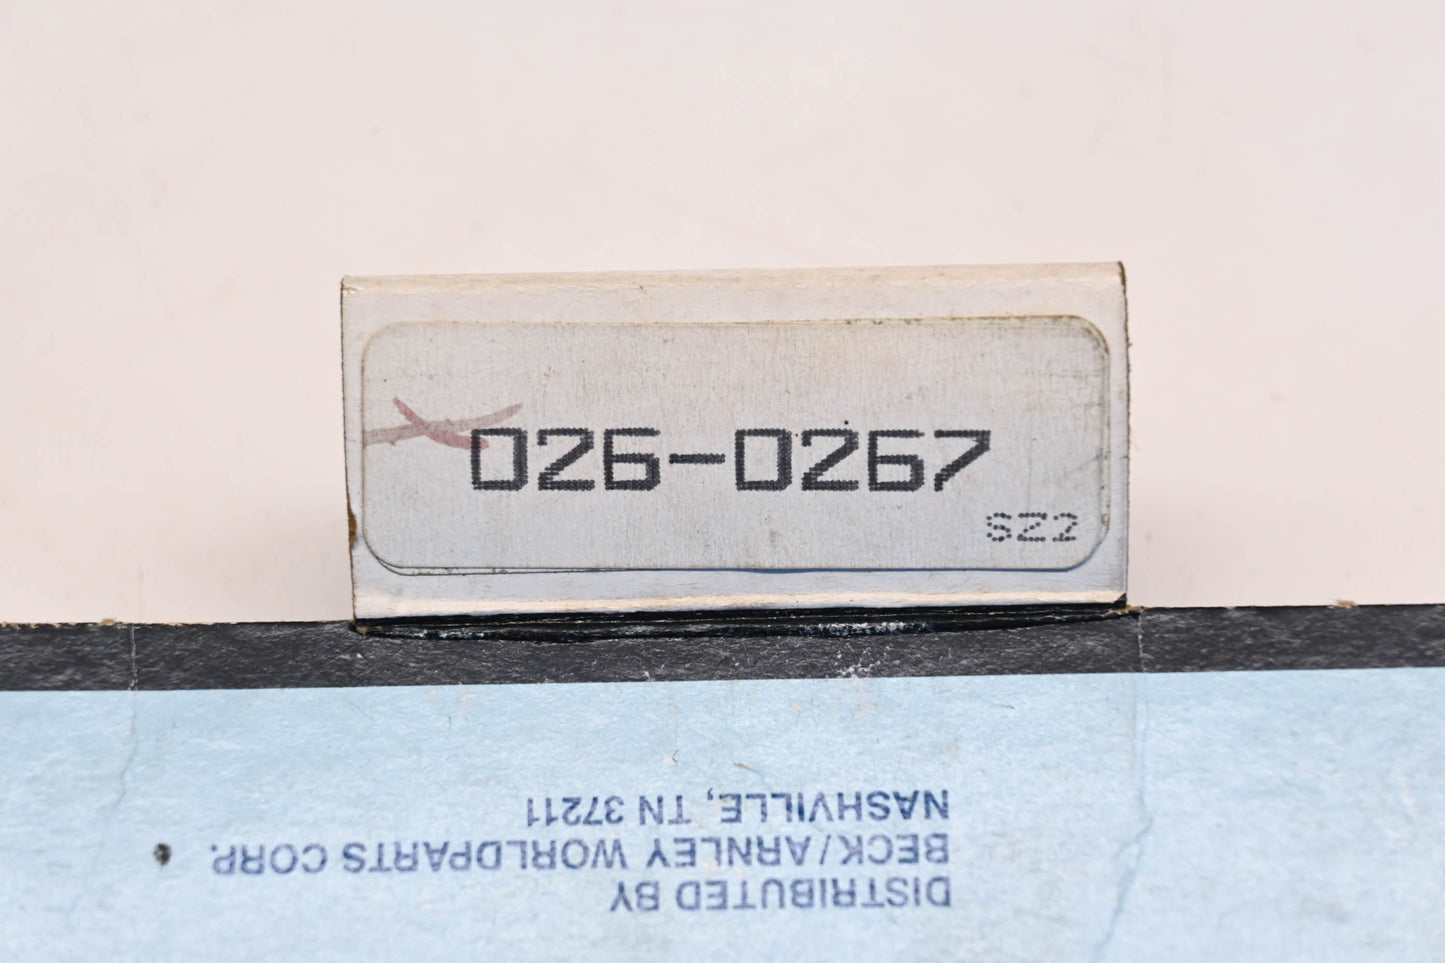 026-0267
SZ2
DISTRIBUTED BY
BECK/ARNLEY WORLDPARTS CORP.
NASHVILLE, TN 37211